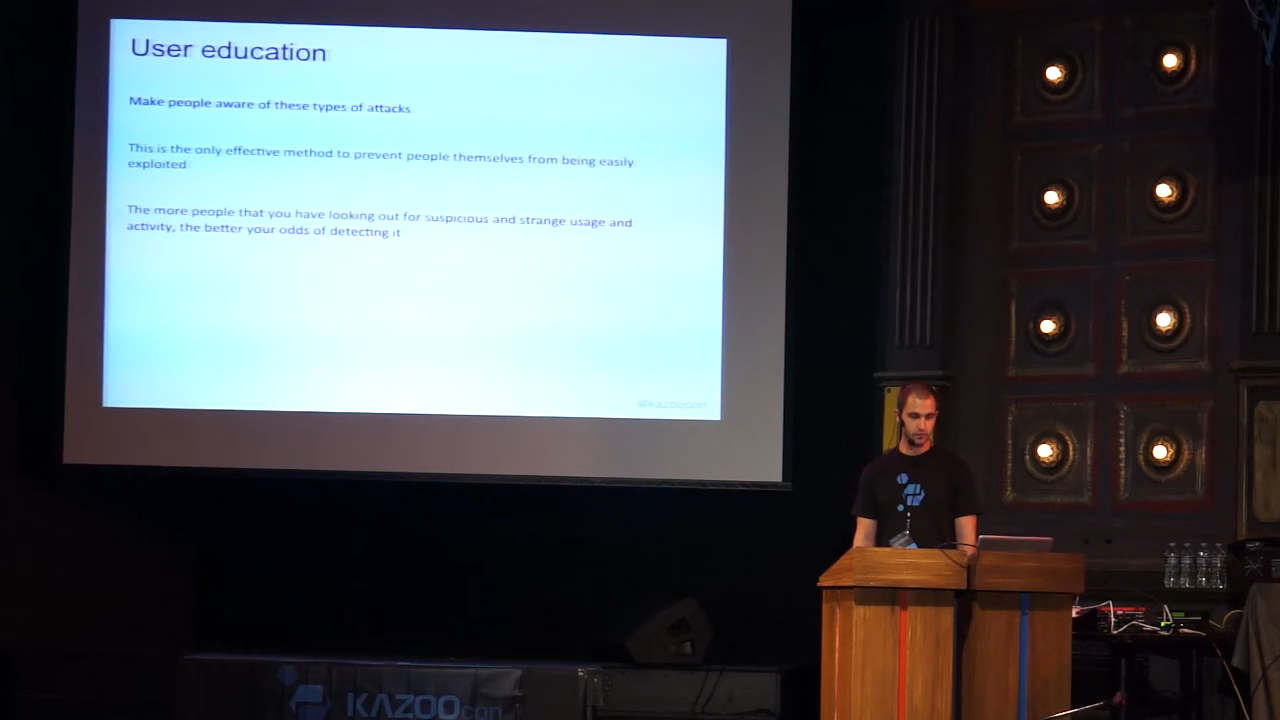 User education
Make people aware of these types of attacks
This is the only effective method to prevent people themselves from being easily
exploited
The more people that you have looking out for suspicious and strange usage and
activity, the better your odds of detecting it
#kazoocon
KAZOOcon